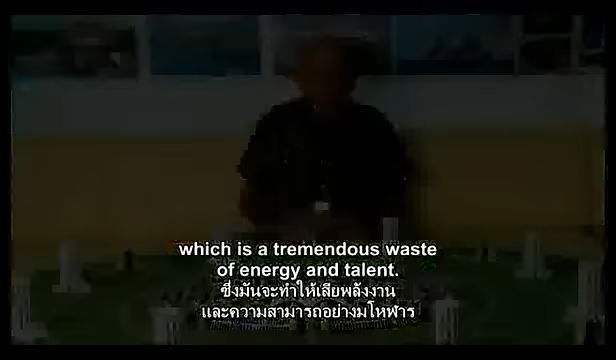 which is a tremendous waste
of energy and talent.
ซึ่งมันจะทำให้เสียพลังงาน
และความสามารถอย่างมโหฬาร